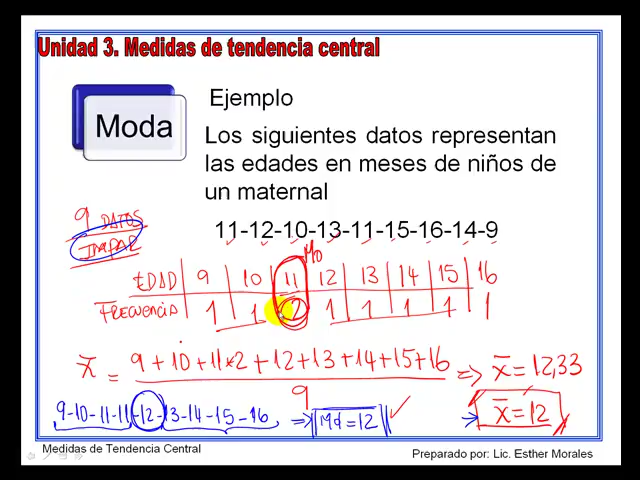 Unidad 3. Medidas de tendencia central
Ejemplo
Moda
Los siguientes datos representan
las edades en meses de niños de
un maternal
9 DATOS
IMPAR
11-12-10-13-11-15-16-14-9
Mo
EDAD 9 10 11 12 13 14 15 16
FRECUENCIA 1 1 2 1 1 1 1 1
x̄ = 9 + 10 + 11*2 + 12 + 13 + 14 + 15 + 16 => x̄ = 12,33
9
9-10-11-11-12-13-14-15-16 => Md = 12 ✓ => x̄ = 12
Medidas de Tendencia Central
Preparado por: Lic. Esther Morales